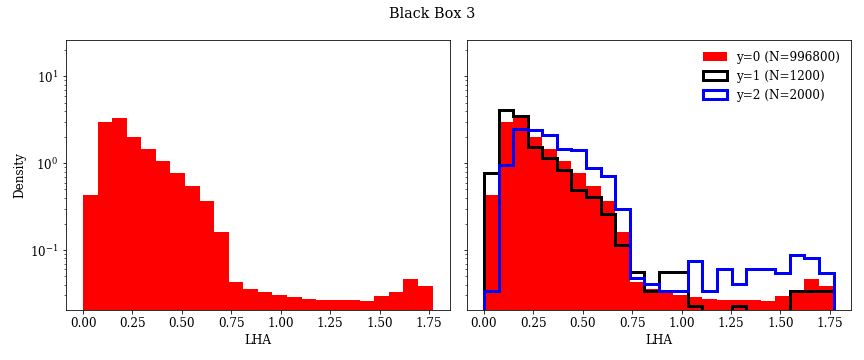 Black Box 3
Density
10¹
10⁰
10⁻¹
0.00 0.25 0.50 0.75 1.00 1.25 1.50 1.75
LHA
y=0 (N=996800)
y=1 (N=1200)
y=2 (N=2000)
0.00 0.25 0.50 0.75 1.00 1.25 1.50 1.75
LHA